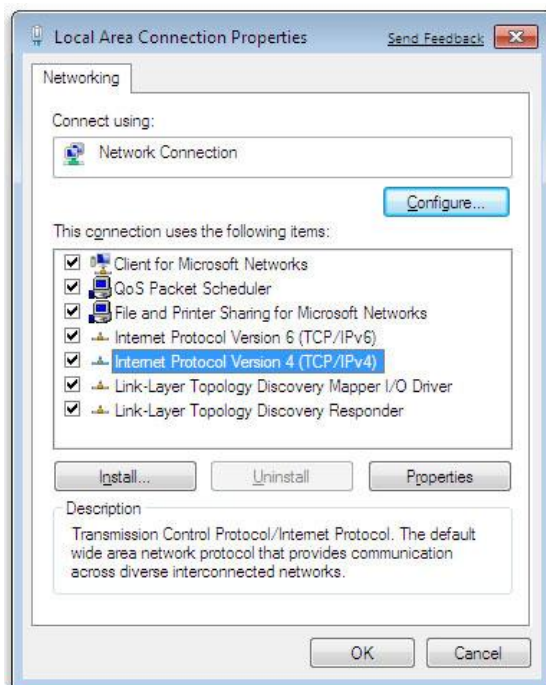 Local Area Connection Properties Send Feedback
Networking
Connect using:
Network Connection
Configure...
This connection uses the following items:
Client for Microsoft Networks
QoS Packet Scheduler
File and Printer Sharing for Microsoft Networks
Internet Protocol Version 6 (TCP/IPv6)
Internet Protocol Version 4 (TCP/IPv4)
Link-Layer Topology Discovery Mapper I/O Driver
Link-Layer Topology Discovery Responder
Install... Uninstall Properties
Description
Transmission Control Protocol/Internet Protocol. The default
wide area network protocol that provides communication
across diverse interconnected networks.
OK Cancel